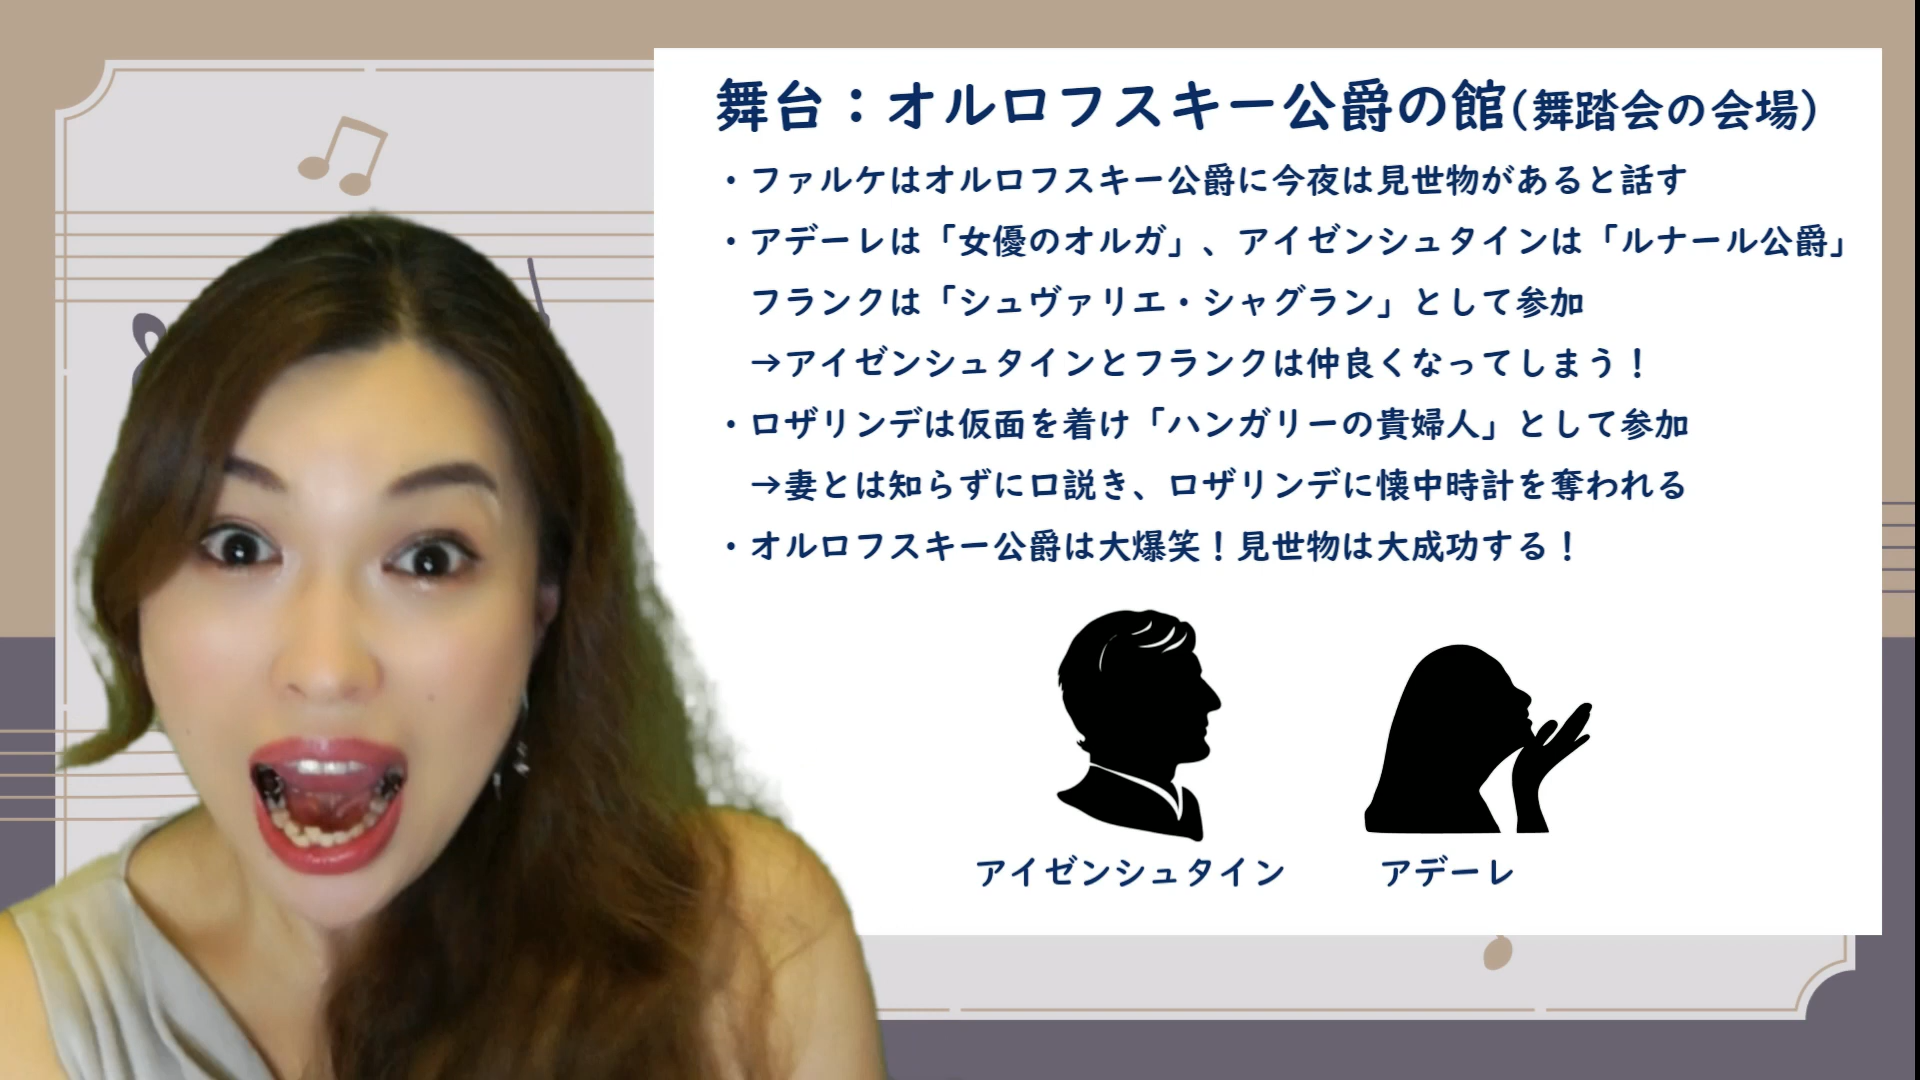 舞台：オルロフスキー公爵の館(舞踏会の会場)
・ファルケはオルロフスキー公爵に今夜は見世物があると話す
・アデーレは「女優のオルガ」、アイゼンシュタインは「ルナール公爵」
フランクは「シュヴァリエ・シャグラン」として参加
→アイゼンシュタインとフランクは仲良くなってしまう！
・ロザリンデは仮面を着け「ハンガリーの貴婦人」として参加
→妻とは知らずに口説き、ロザリンデに懐中時計を奪われる
・オルロフスキー公爵は大爆笑！見世物は大成功する！
アイゼンシュタイン
アデーレ